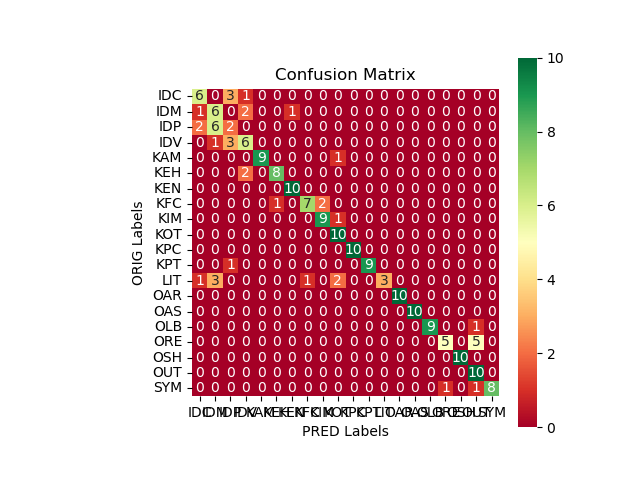 Confusion Matrix
IDC 6 0 3 1 0 0 0 0 0 0 0 0 0 0 0 0 0 0 0 0
IDM 1 6 0 2 0 0 1 0 0 0 0 0 0 0 0 0 0 0 0 0
IDP 2 6 2 0 0 0 0 0 0 0 0 0 0 0 0 0 0 0 0 0
IDV 0 1 3 6 0 0 0 0 0 0 0 0 0 0 0 0 0 0 0 0
KAM 0 0 0 0 9 0 0 0 0 1 0 0 0 0 0 0 0 0 0 0
KEH 0 0 0 2 0 8 0 0 0 0 0 0 0 0 0 0 0 0 0 0
KEN 0 0 0 0 0 0 10 0 0 0 0 0 0 0 0 0 0 0 0 0
KFC 0 0 0 0 0 1 0 7 2 0 0 0 0 0 0 0 0 0 0 0
KIM 0 0 0 0 0 0 0 0 9 1 0 0 0 0 0 0 0 0 0 0
KOT 0 0 0 0 0 0 0 0 0 10 0 0 0 0 0 0 0 0 0 0
KPC 0 0 0 0 0 0 0 0 0 0 10 0 0 0 0 0 0 0 0 0
KPT 0 0 1 0 0 0 0 0 0 0 0 9 0 0 0 0 0 0 0 0
LIT 1 3 0 0 0 0 0 1 0 2 0 0 3 0 0 0 0 0 0 0
OAR 0 0 0 0 0 0 0 0 0 0 0 0 0 10 0 0 0 0 0 0
OAS 0 0 0 0 0 0 0 0 0 0 0 0 0 0 10 0 0 0 0 0
OLB 0 0 0 0 0 0 0 0 0 0 0 0 0 0 0 9 0 0 1 0
ORE 0 0 0 0 0 0 0 0 0 0 0 0 0 0 0 0 5 0 5 0
OSH 0 0 0 0 0 0 0 0 0 0 0 0 0 0 0 0 0 10 0 0
OUT 0 0 0 0 0 0 0 0 0 0 0 0 0 0 0 0 0 0 10 0
SYM 0 0 0 0 0 0 0 0 0 0 0 0 0 0 0 0 1 0 1 8
IDC IDM IDP IDV KAM KEH KEN KFC KIM KOT KPC KPT LIT OAR OAS OLB ORE OSH OUT SYM
PRED Labels
ORIG Labels
10
8
6
4
2
0